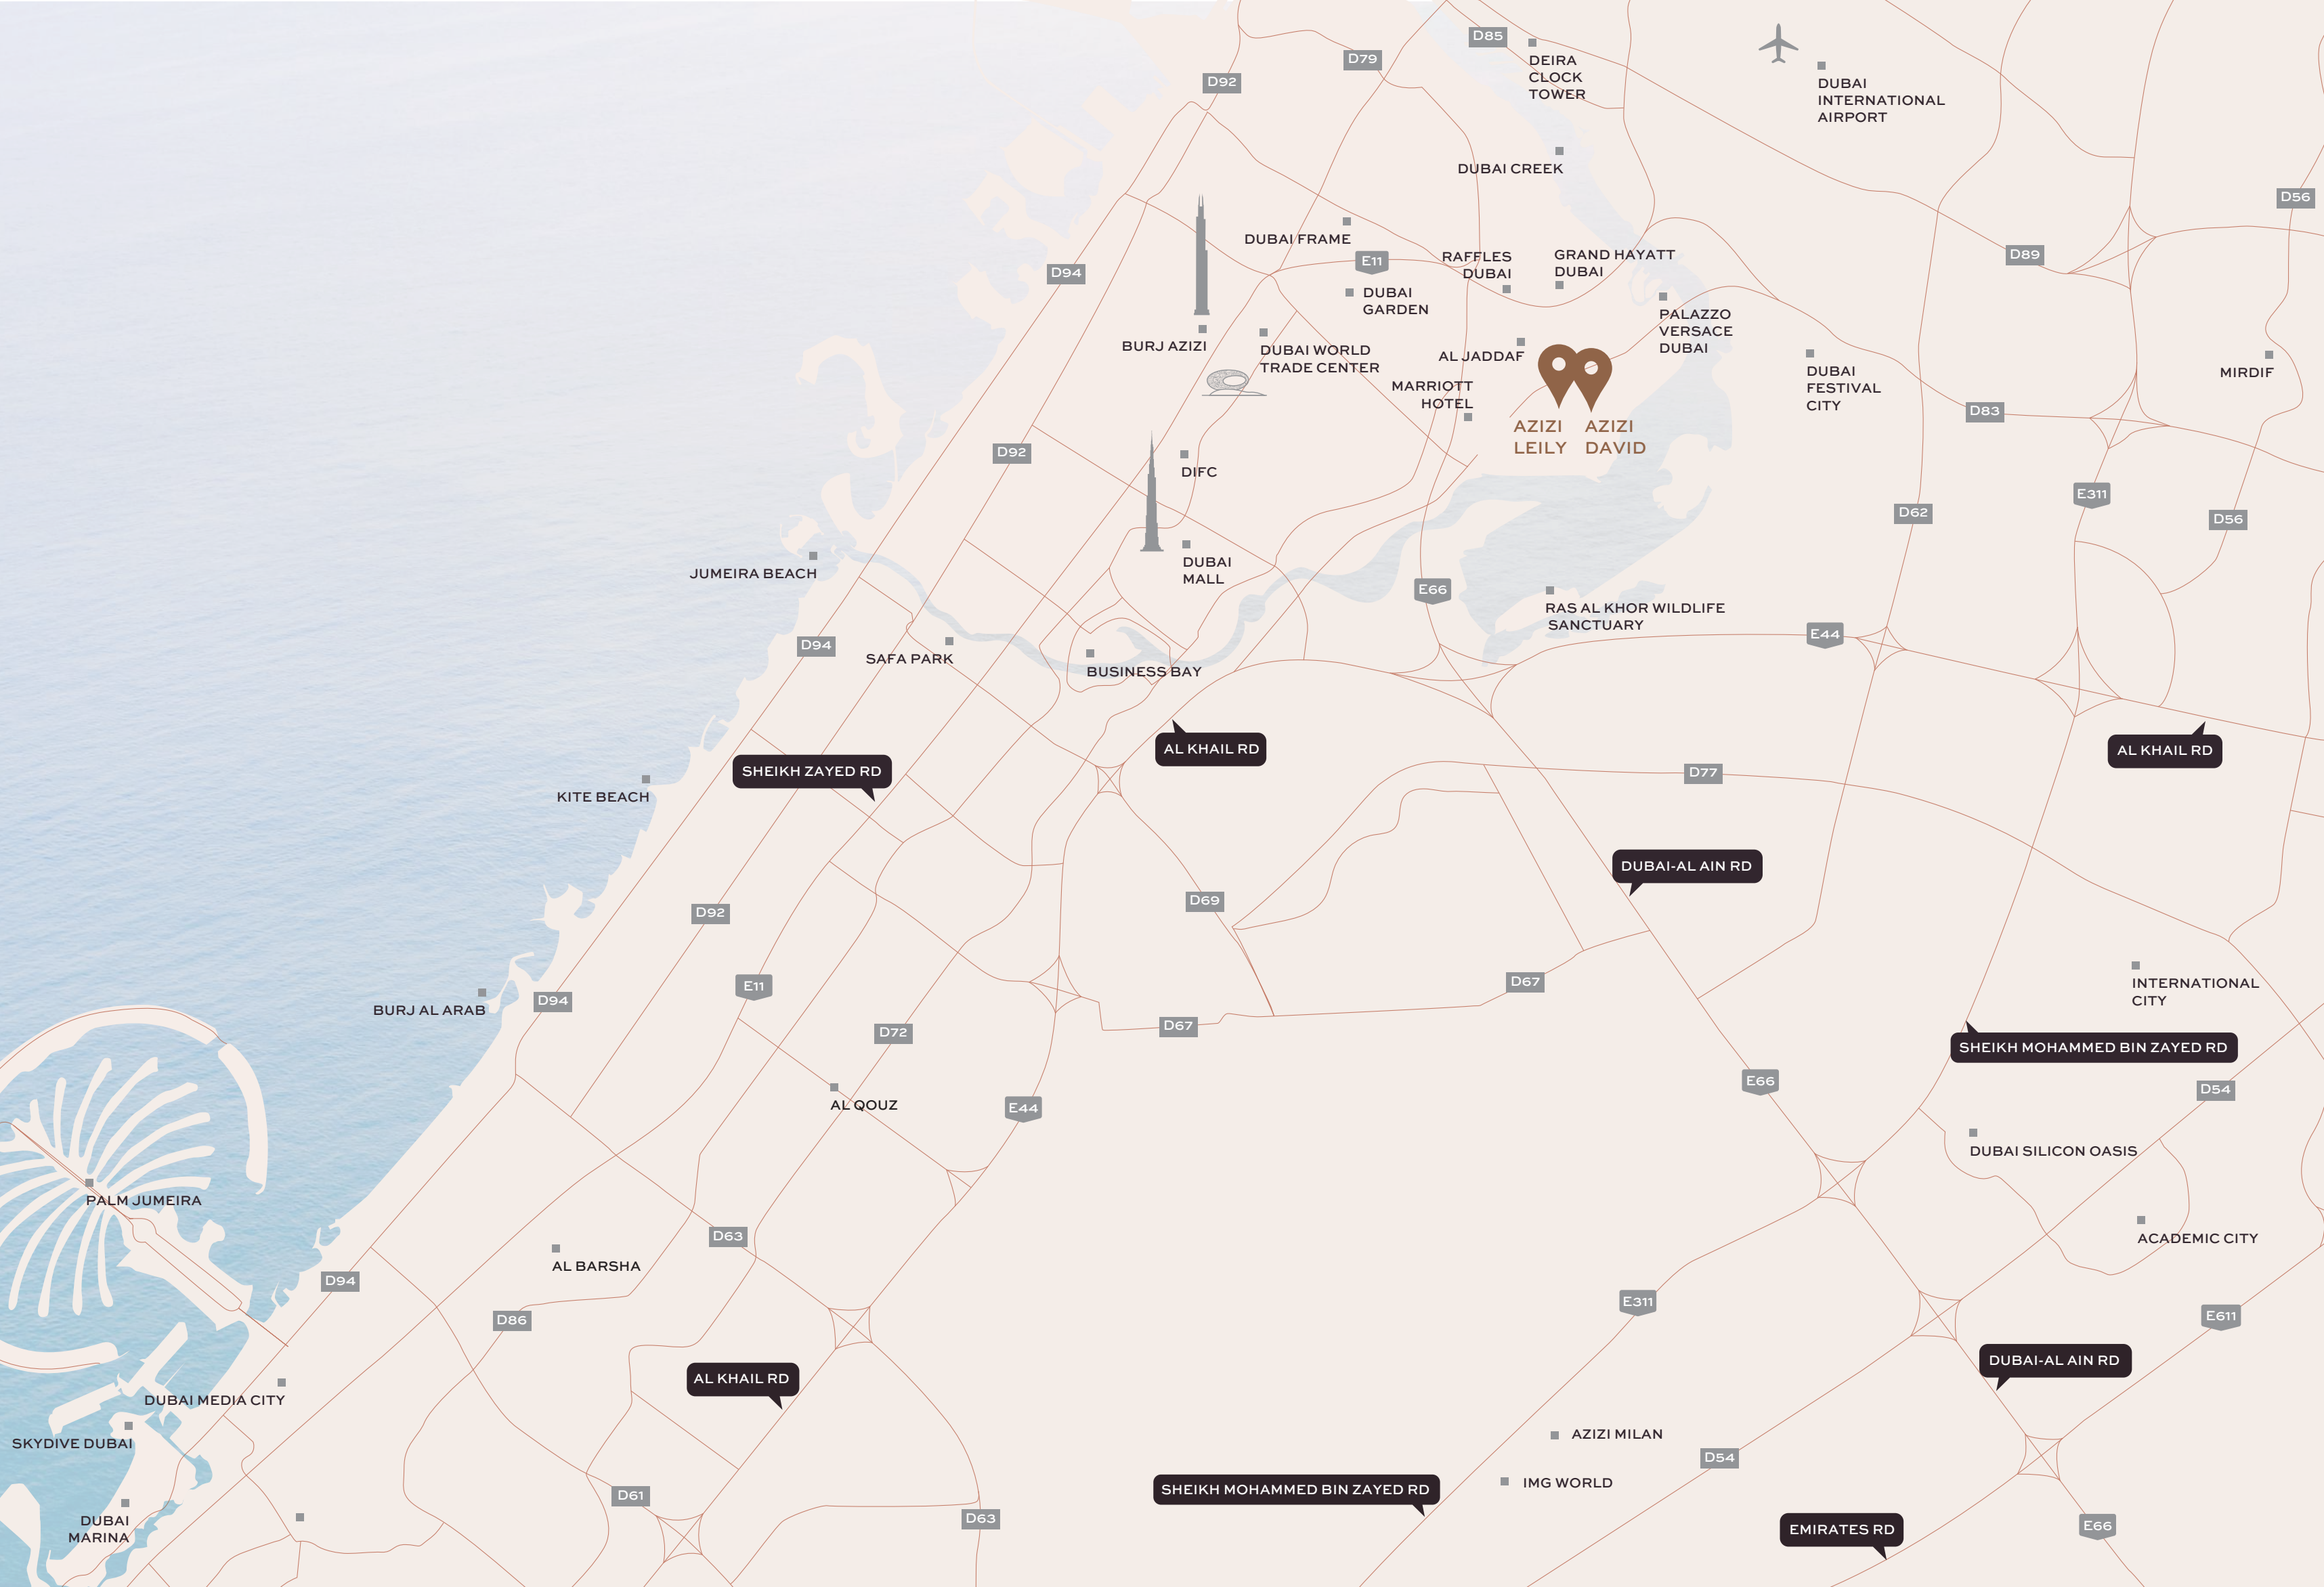 D85
DEIRA
CLOCK
TOWER
D79
D92
DUBAI
INTERNATIONAL
AIRPORT
DUBAI CREEK
D56
DUBAI FRAME
E11
RAFFLES
DUBAI
GRAND HAYATT
DUBAI
D89
D94
DUBAI
GARDEN
PALAZZO
VERSACE
DUBAI
BURJ AZIZI
DUBAI WORLD
TRADE CENTER
AL JADDAF
MARRIOTT
HOTEL
DUBAI
FESTIVAL
CITY
MIRDIF
D83
AZIZI
LEILY
AZIZI
DAVID
D92
DIFC
E311
D62
D56
JUMEIRA BEACH
DUBAI
MALL
E66
RAS AL KHOR WILDLIFE
SANCTUARY
E44
D94
SAFA PARK
BUSINESS BAY
AL KHAIL RD
AL KHAIL RD
SHEIKH ZAYED RD
D77
KITE BEACH
DUBAI-AL AIN RD
D69
D92
E11
D67
INTERNATIONAL
CITY
BURJ AL ARAB
D94
D72
D67
SHEIKH MOHAMMED BIN ZAYED RD
E66
D54
AL QOUZ
E44
DUBAI SILICON OASIS
PALM JUMEIRA
D63
ACADEMIC CITY
AL BARSHA
D94
D86
E311
E611
DUBAI-AL AIN RD
AL KHAIL RD
DUBAI MEDIA CITY
SKYDIVE DUBAI
AZIZI MILAN
D54
IMG WORLD
SHEIKH MOHAMMED BIN ZAYED RD
D61
D63
DUBAI
MARINA
EMIRATES RD
E66